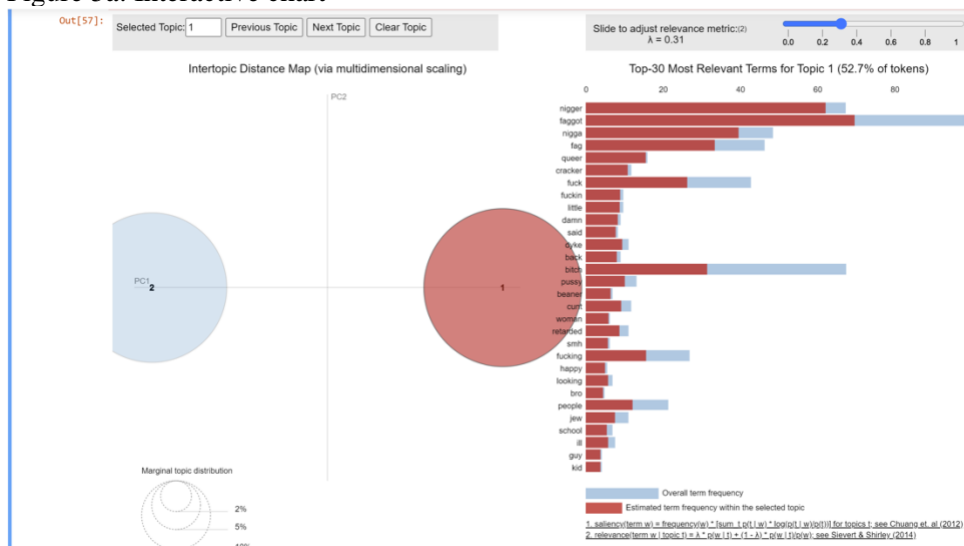 Figure 5a: Interactive chart
Out[57]:
Selected Topic: 1 Previous Topic Next Topic Clear Topic
Slide to adjust relevance metric:(2)
λ = 0.31
0.0 0.2 0.4 0.6 0.8 1
Intertopic Distance Map (via multidimensional scaling)
PC2
PC1
2
1
Marginal topic distribution
2%
5%
10%
Top-30 Most Relevant Terms for Topic 1 (52.7% of tokens)
0 20 40 60 80
nigger
faggot
nigga
fag
queer
cracker
fuck
fuckin
little
damn
said
dyke
back
bitch
pussy
beaner
cunt
woman
retarded
smh
fucking
happy
looking
bro
people
jew
school
ill
guy
kid
Overall term frequency
Estimated term frequency within the selected topic
1. saliency(term w) = frequency(w) * [sum_t p(t | w) * log(p(t | w)/p(t))] for topics t; see Chuang et. al (2012)
2. relevance(term w | topic t) = λ * p(w | t) + (1 - λ) * p(w | t)/p(w); see Sievert & Shirley (2014)